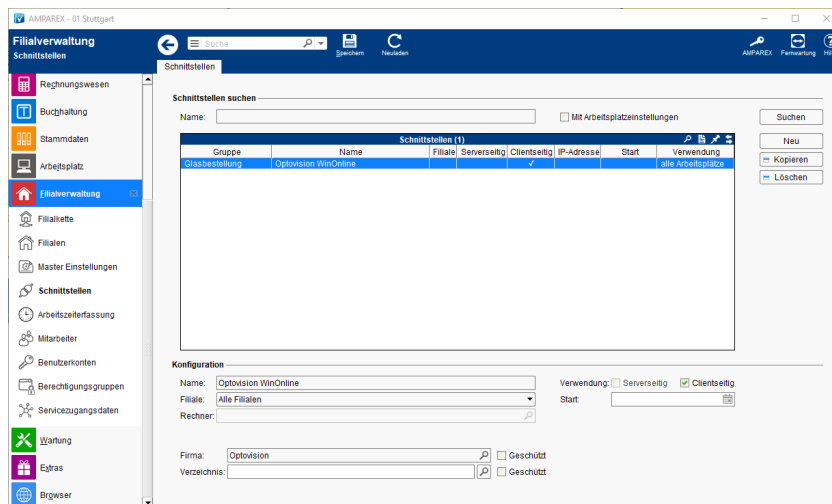 AMPAREX - 01 Stuttgart
Filialverwaltung
Schnittstellen
Suche
Speichern
Neuladen
AMPAREX
Fernwartung
Hil
Schnittstellen
Rechnungswesen
Buchhaltung
Stammdaten
Arbeitsplatz
Filialverwaltung
Filialkette
Filialen
Master Einstellungen
Schnittstellen
Arbeitszeiterfassung
Mitarbeiter
Benutzerkonten
Berechtigungsgruppen
Servicezugangsdaten
Wartung
Extras
Browser
Schnittstellen suchen
Name:
Mit Arbeitsplatzeinstellungen
Suchen
Schnittstellen (1)
Neu
Gruppe Name Filiale Serverseitig Clientseitig IP-Adresse Start Verwendung
Glasbestellung Optovision WinOnline ✓ alle Arbeitsplätze
Kopieren
Löschen
Konfiguration
Name: Optovision WinOnline Verwendung: Serverseitig Clientseitig
Filiale: Alle Filialen Start:
Rechner:
Firma: Optovision Geschützt
Verzeichnis: Geschützt